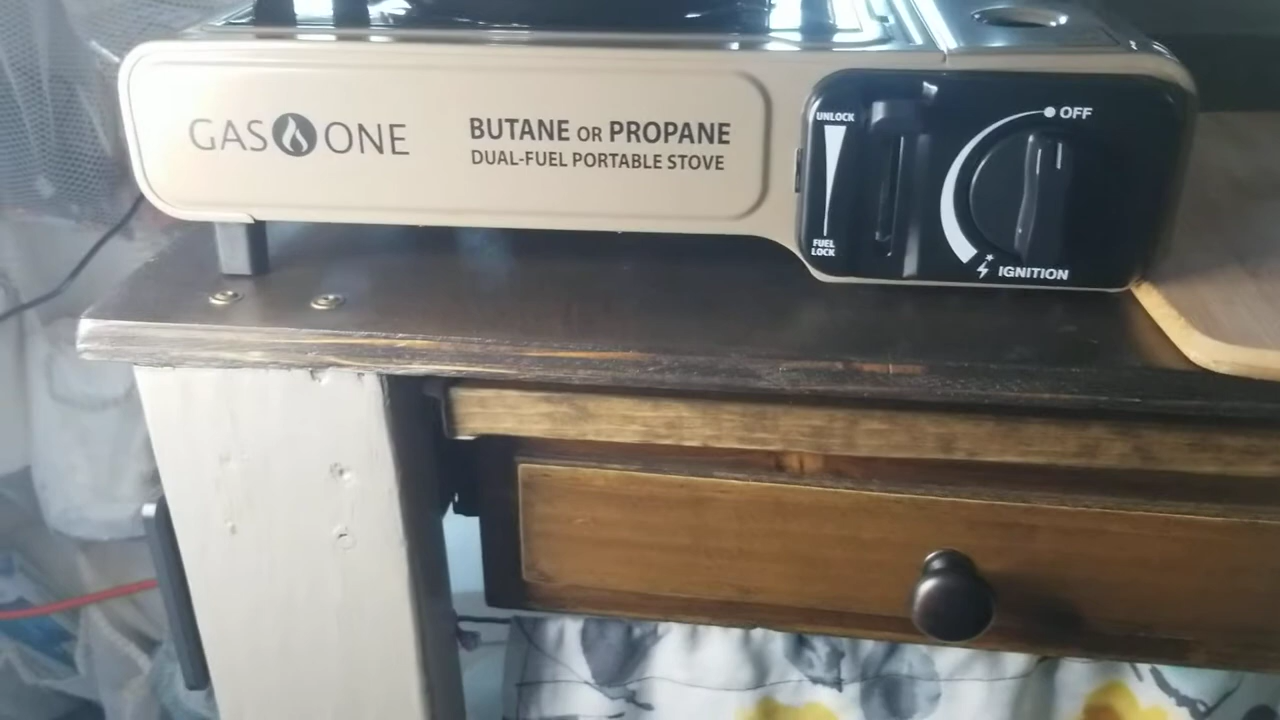 GAS ONE
BUTANE OR PROPANE
DUAL-FUEL PORTABLE STOVE
UNLOCK
FUEL
LOCK
OFF
IGNITION